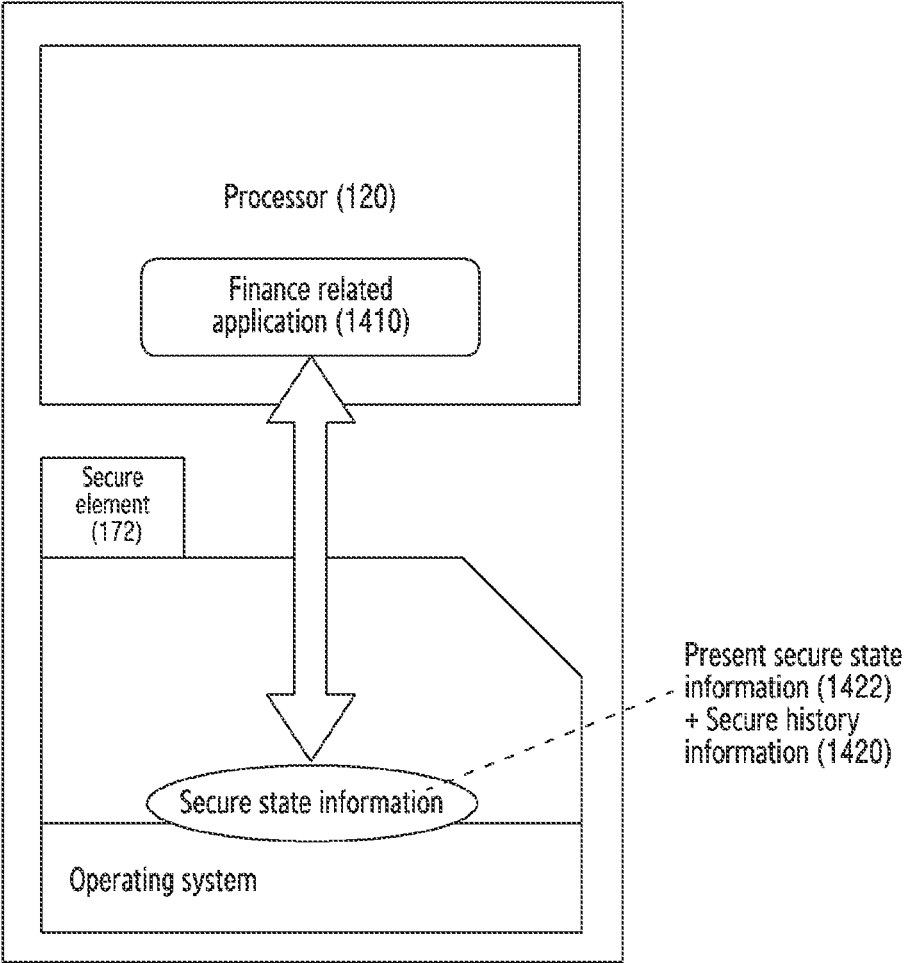 Processor (120)
Finance related
application (1410)
Secure
element
(172)
Present secure state
information (1422)
+ Secure history
information (1420)
Secure state information
Operating system